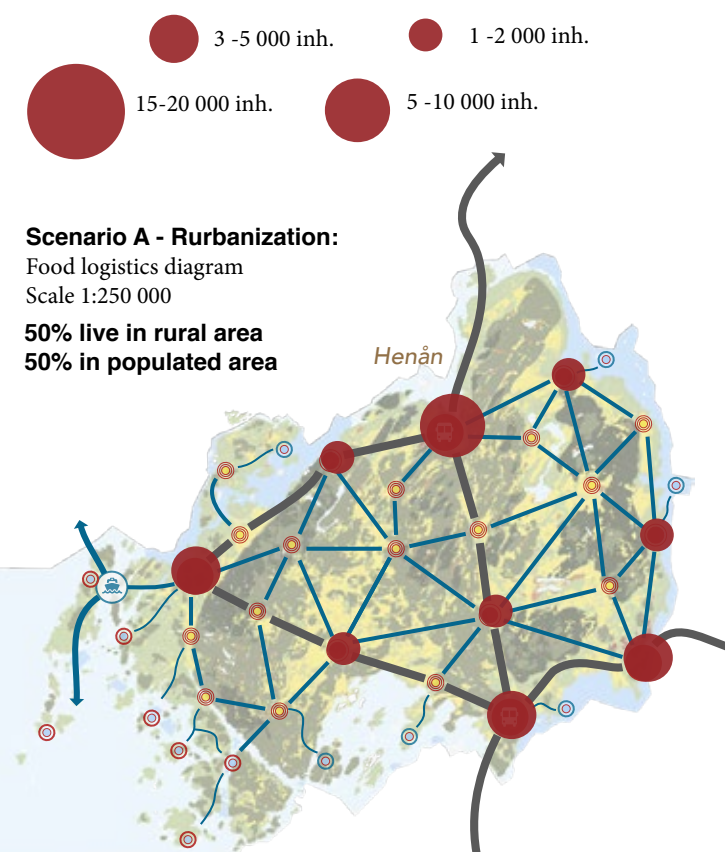 3 -5 000 inh.
1 -2 000 inh.
15-20 000 inh.
5 -10 000 inh.
Scenario A - Rurbanization:
Food logistics diagram
Scale 1:250 000
50% live in rural area
50% in populated area
Henån